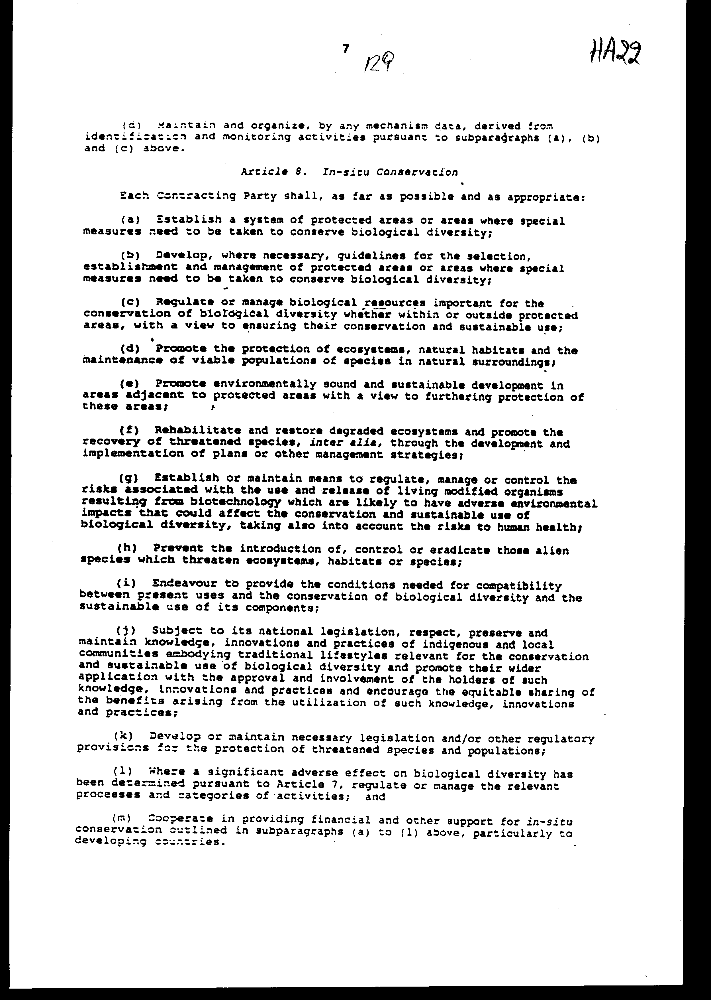 7
129
HA22
(d) Maintain and organize, by any mechanism data, derived from
identification and monitoring activities pursuant to subparagraphs (a), (b)
and (c) above.
Article 8. In-situ Conservation
Each Contracting Party shall, as far as possible and as appropriate:
(a) Establish a system of protected areas or areas where special
measures need to be taken to conserve biological diversity;
(b) Develop, where necessary, guidelines for the selection,
establishment and management of protected areas or areas where special
measures need to be taken to conserve biological diversity;
(c) Regulate or manage biological resources important for the
conservation of biological diversity whether within or outside protected
areas, with a view to ensuring their conservation and sustainable use;
(d) Promote the protection of ecosystems, natural habitats and the
maintenance of viable populations of species in natural surroundings;
(e) Promote environmentally sound and sustainable development in
areas adjacent to protected areas with a view to furthering protection of
these areas;
(f) Rehabilitate and restore degraded ecosystems and promote the
recovery of threatened species, inter alia, through the development and
implementation of plans or other management strategies;
(g) Establish or maintain means to regulate, manage or control the
risks associated with the use and release of living modified organisms
resulting from biotechnology which are likely to have adverse environmental
impacts that could affect the conservation and sustainable use of
biological diversity, taking also into account the risks to human health;
(h) Prevent the introduction of, control or eradicate those alien
species which threaten ecosystems, habitats or species;
(i) Endeavour to provide the conditions needed for compatibility
between present uses and the conservation of biological diversity and the
sustainable use of its components;
(j) Subject to its national legislation, respect, preserve and
maintain knowledge, innovations and practices of indigenous and local
communities embodying traditional lifestyles relevant for the conservation
and sustainable use of biological diversity and promote their wider
application with the approval and involvement of the holders of such
knowledge, innovations and practices and encourage the equitable sharing of
the benefits arising from the utilization of such knowledge, innovations
and practices;
(k) Develop or maintain necessary legislation and/or other regulatory
provisions for the protection of threatened species and populations;
(l) Where a significant adverse effect on biological diversity has
been determined pursuant to Article 7, regulate or manage the relevant
processes and categories of activities; and
(m) Cooperate in providing financial and other support for in-situ
conservation outlined in subparagraphs (a) to (l) above, particularly to
developing countries.